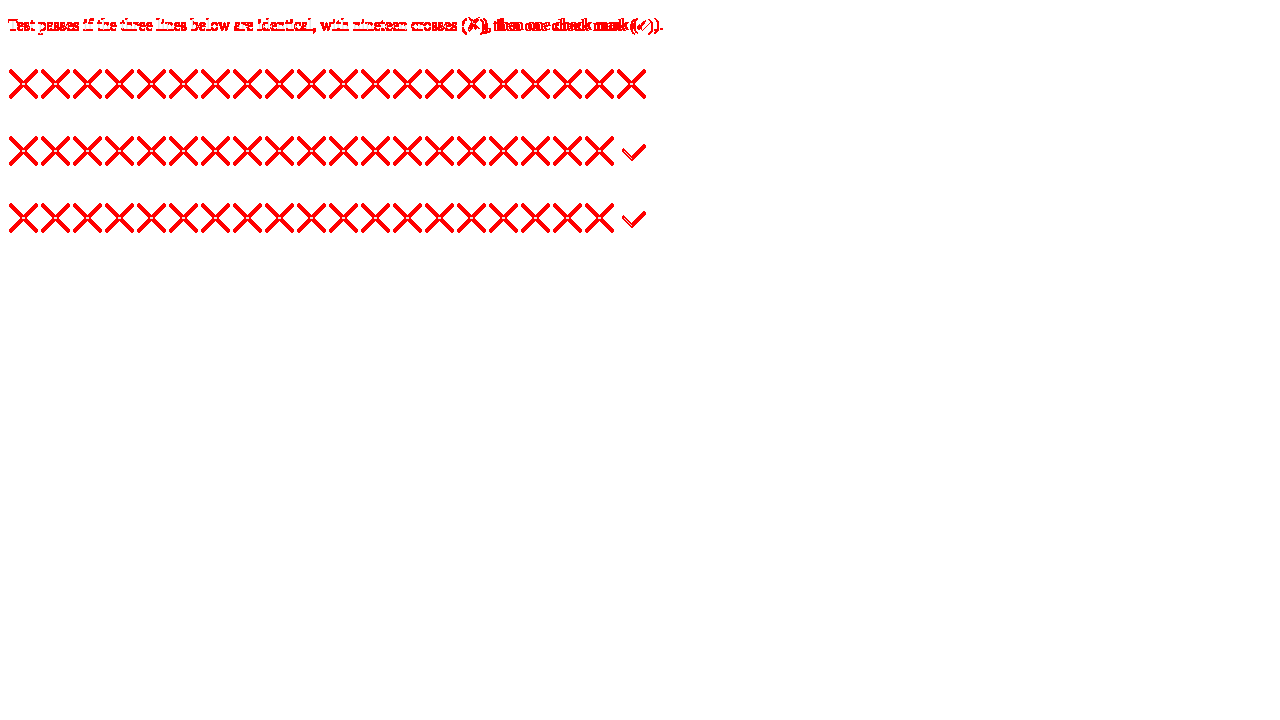 Test passes if the three lines below are identical, with nineteen crosses (✗), then one check mark (✓).
✗✗✗✗✗✗✗✗✗✗✗✗✗✗✗✗✗✗✗✗
✗✗✗✗✗✗✗✗✗✗✗✗✗✗✗✗✗✗✗✓
✗✗✗✗✗✗✗✗✗✗✗✗✗✗✗✗✗✗✗✓